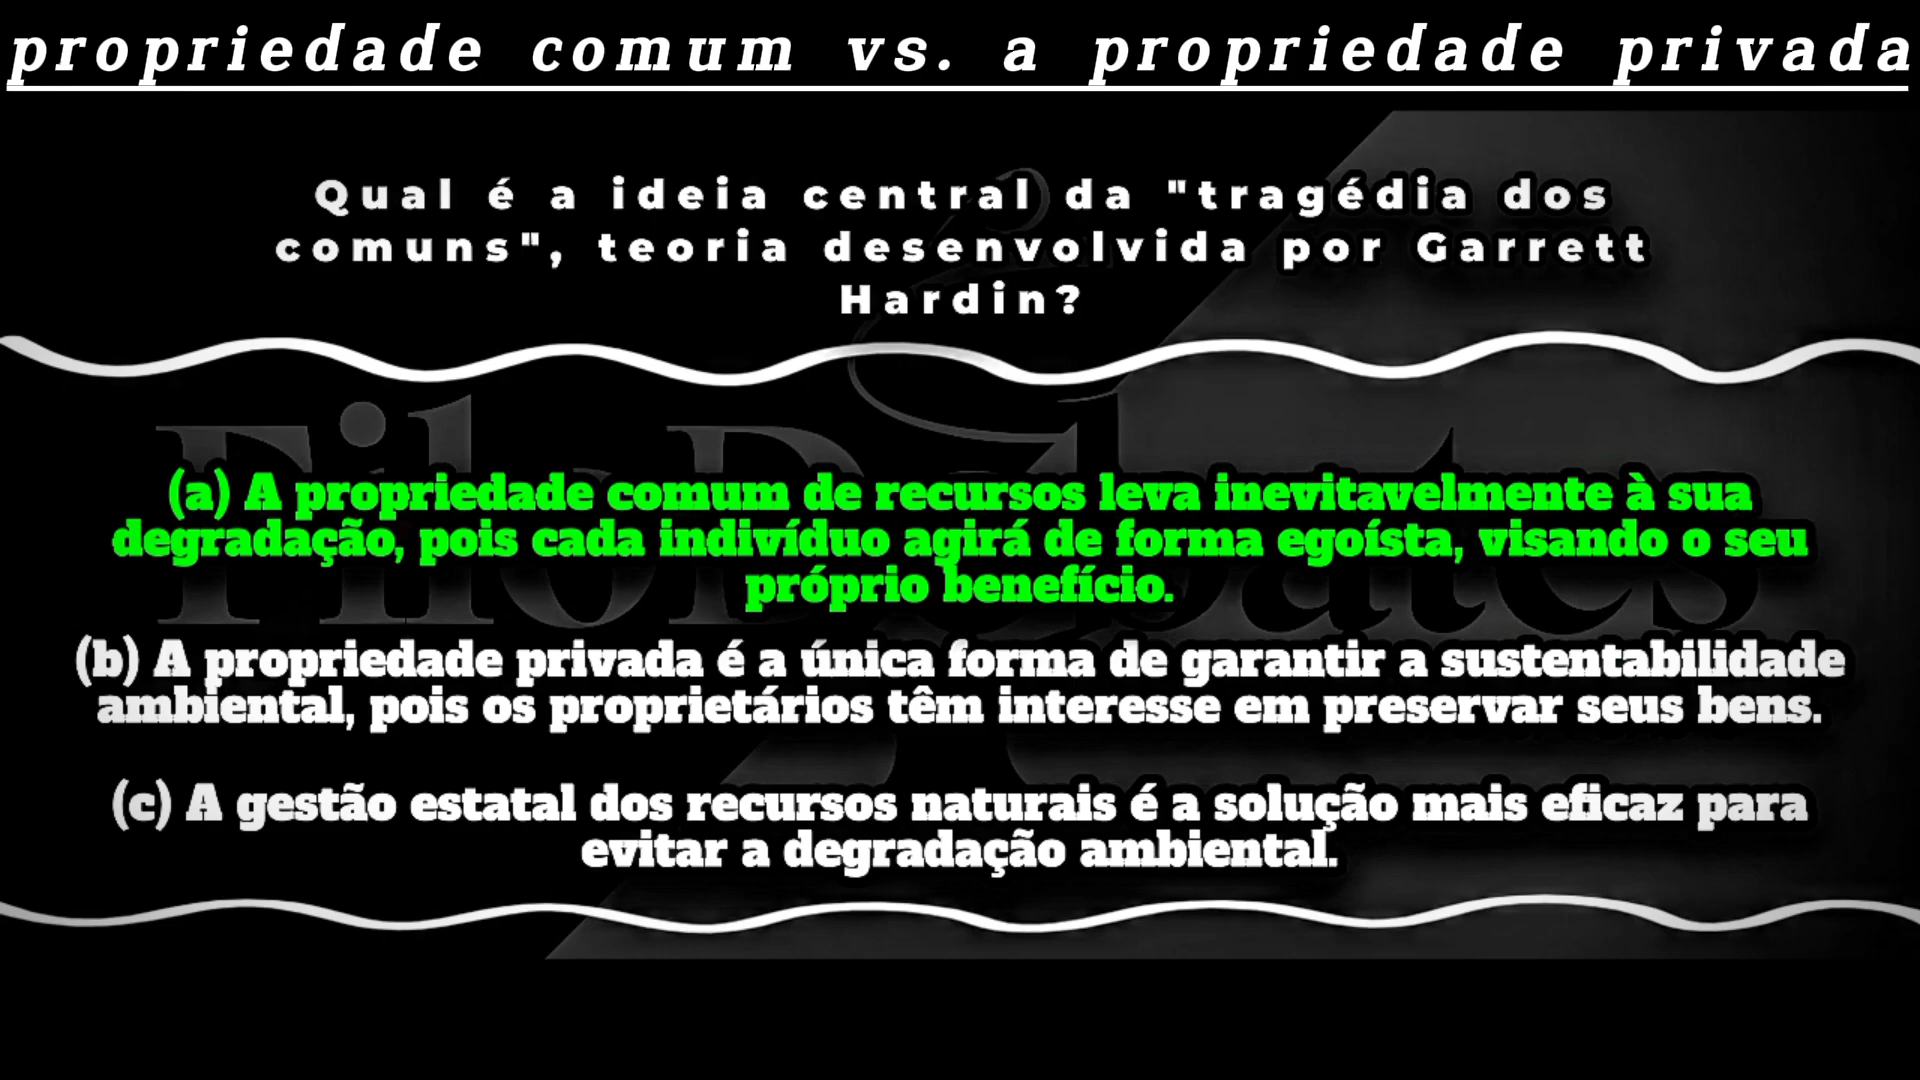 propriedade comum vs. a propriedade privada
Qual é a ideia central da "tragédia dos
comuns", teoria desenvolvida por Garrett
Hardin?
FiloDebates
(a) A propriedade comum de recursos leva inevitavelmente à sua
degradação, pois cada indivíduo agirá de forma egoísta, visando o seu
próprio benefício.
(b) A propriedade privada é a única forma de garantir a sustentabilidade
ambiental, pois os proprietários têm interesse em preservar seus bens.
(c) A gestão estatal dos recursos naturais é a solução mais eficaz para
evitar a degradação ambiental.